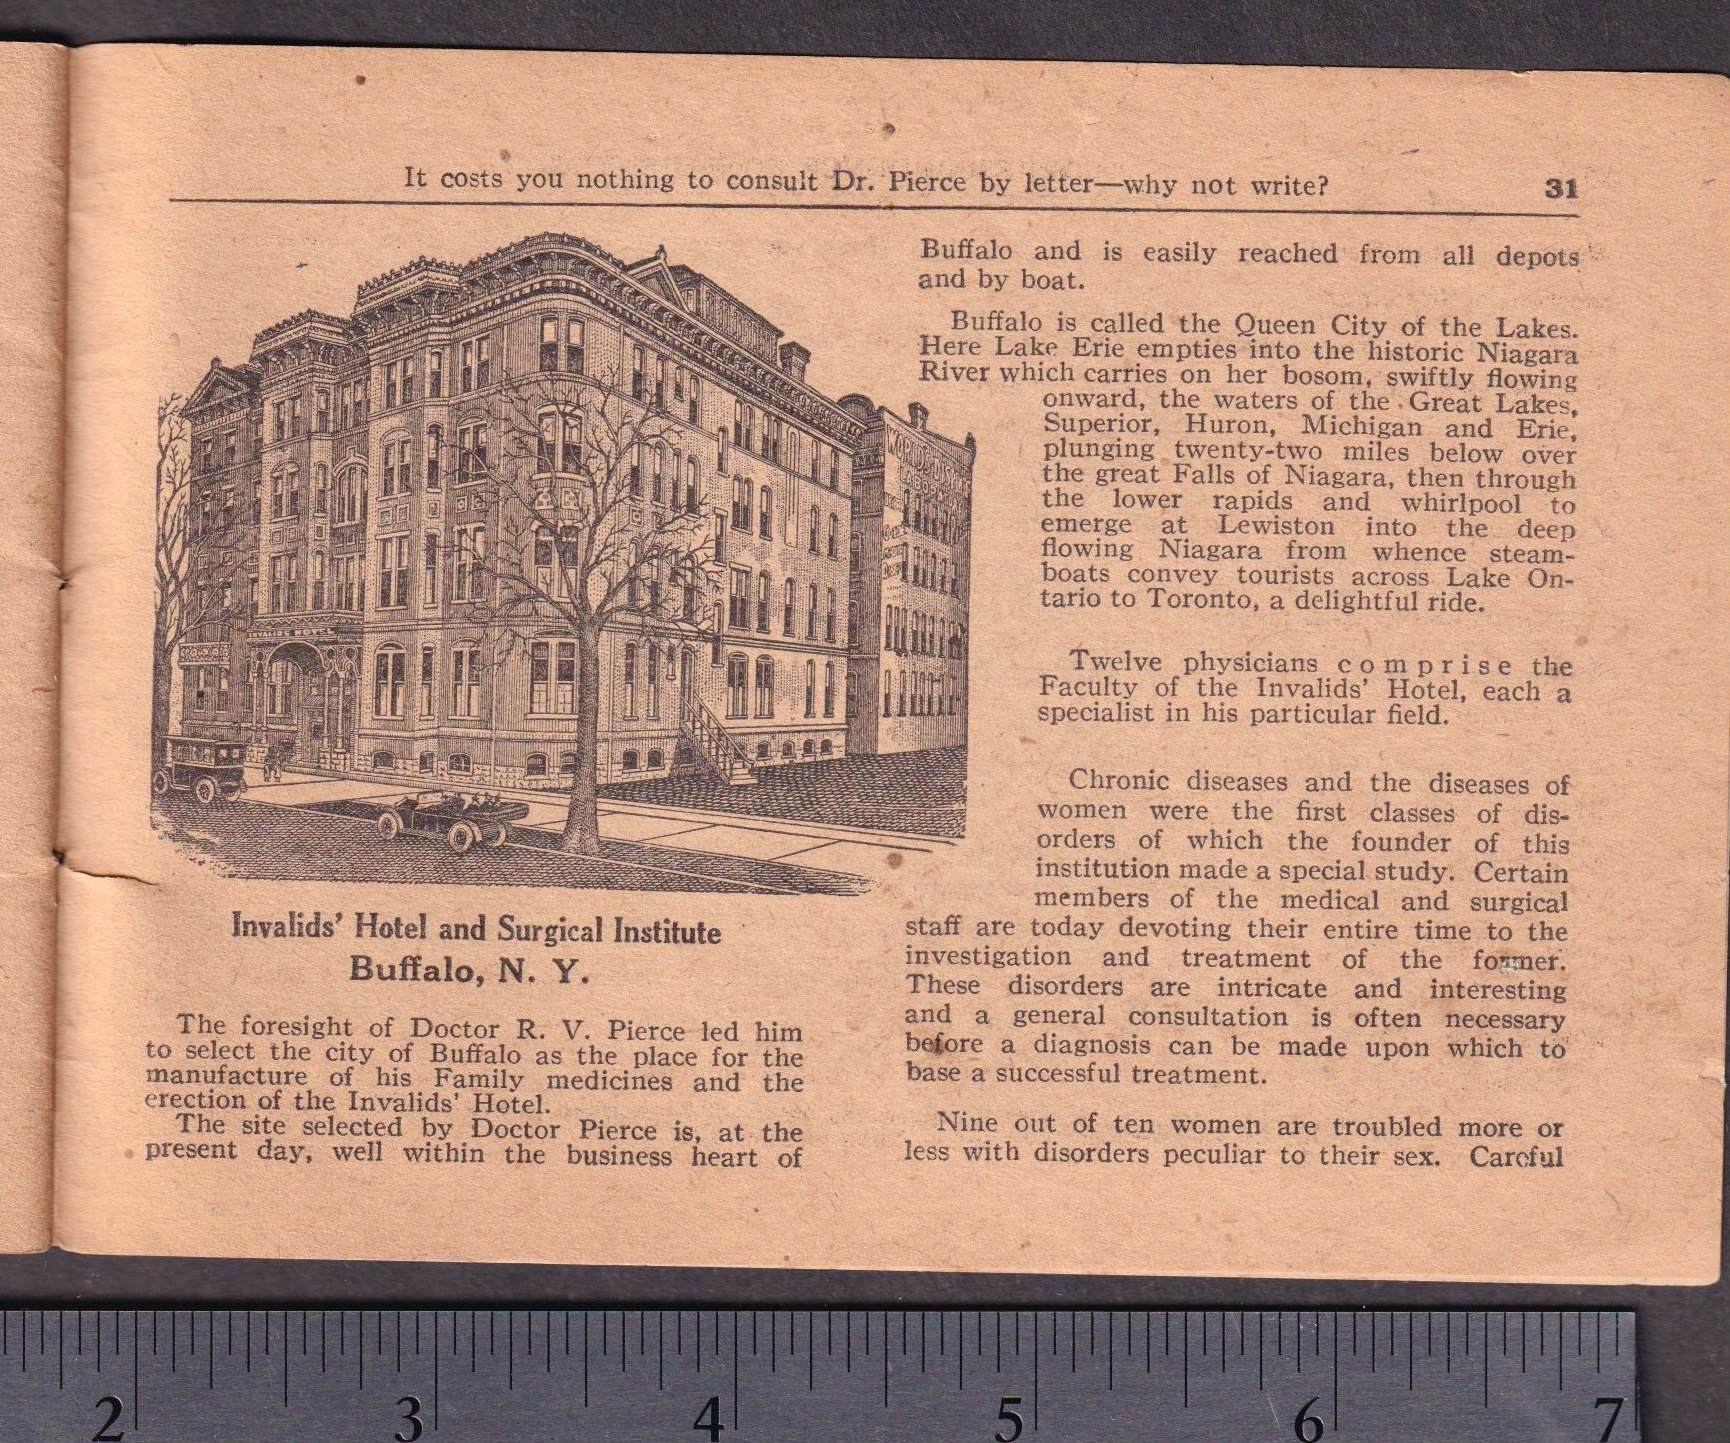 It costs you nothing to consult Dr. Pierce by letter—why not write?
31
INVALIDS HOTEL
Invalids' Hotel and Surgical Institute
Buffalo, N. Y.
The foresight of Doctor R. V. Pierce led him
to select the city of Buffalo as the place for the
manufacture of his Family medicines and the
erection of the Invalids' Hotel.
The site selected by Doctor Pierce is, at the
present day, well within the business heart of
Buffalo and is easily reached from all depots
and by boat.
Buffalo is called the Queen City of the Lakes.
Here Lake Erie empties into the historic Niagara
River which carries on her bosom, swiftly flowing
onward, the waters of the Great Lakes,
Superior, Huron, Michigan and Erie,
plunging twenty-two miles below over
the great Falls of Niagara, then through
the lower rapids and whirlpool to
emerge at Lewiston into the deep
flowing Niagara from whence steam-
boats convey tourists across Lake On-
tario to Toronto, a delightful ride.
Twelve physicians comprise the
Faculty of the Invalids' Hotel, each a
specialist in his particular field.
Chronic diseases and the diseases of
women were the first classes of dis-
orders of which the founder of this
institution made a special study. Certain
members of the medical and surgical
staff are today devoting their entire time to the
investigation and treatment of the former.
These disorders are intricate and interesting
and a general consultation is often necessary
before a diagnosis can be made upon which to
base a successful treatment.
Nine out of ten women are troubled more or
less with disorders peculiar to their sex. Careful
2 3 4 5 6 7